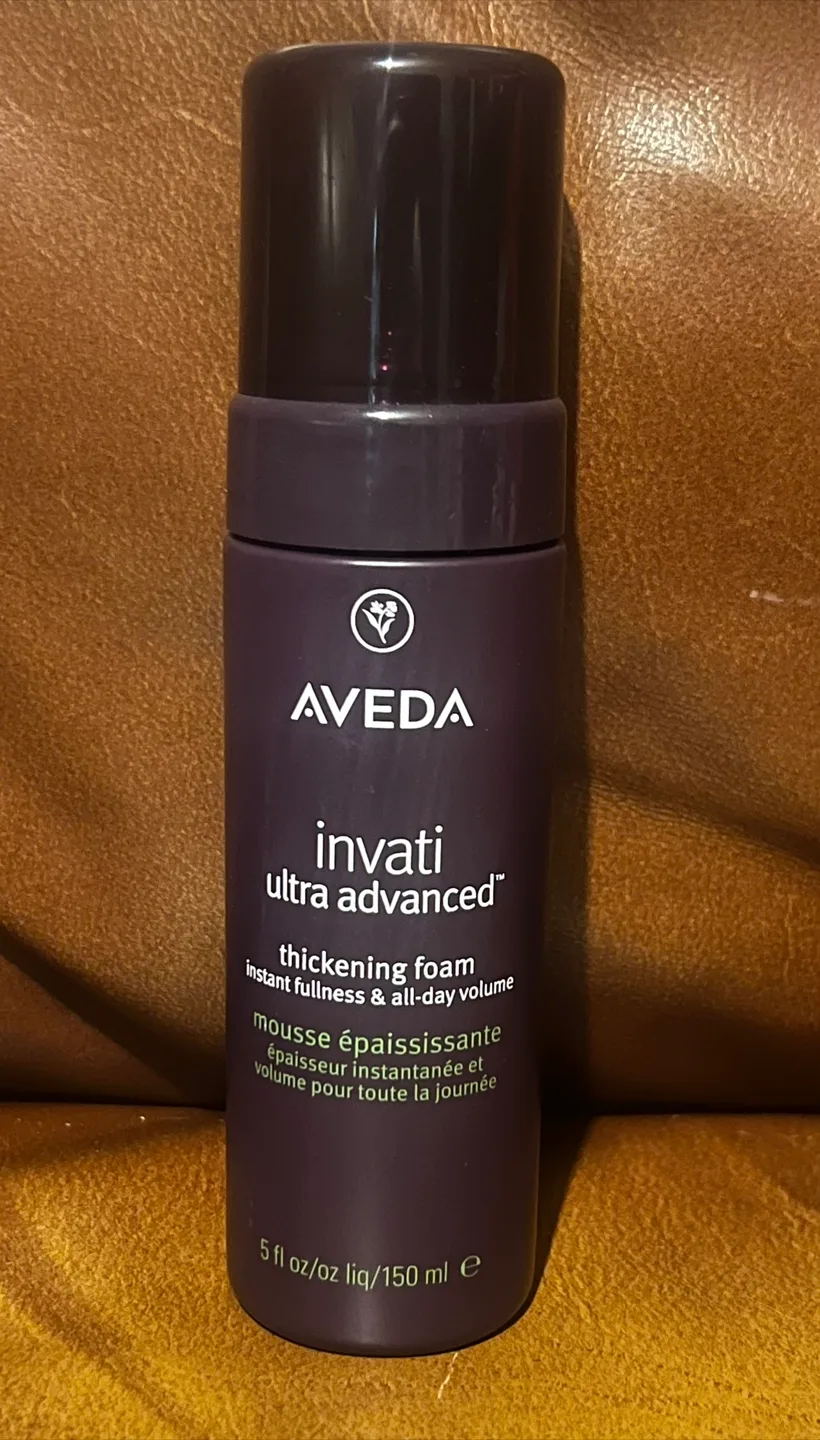 AVEDA
invati
ultra advanced™
thickening foam
instant fullness & all-day volume
mousse épaississante
épaisseur instantanée et
volume pour toute la journée
5 fl oz/oz liq/150 ml ℮